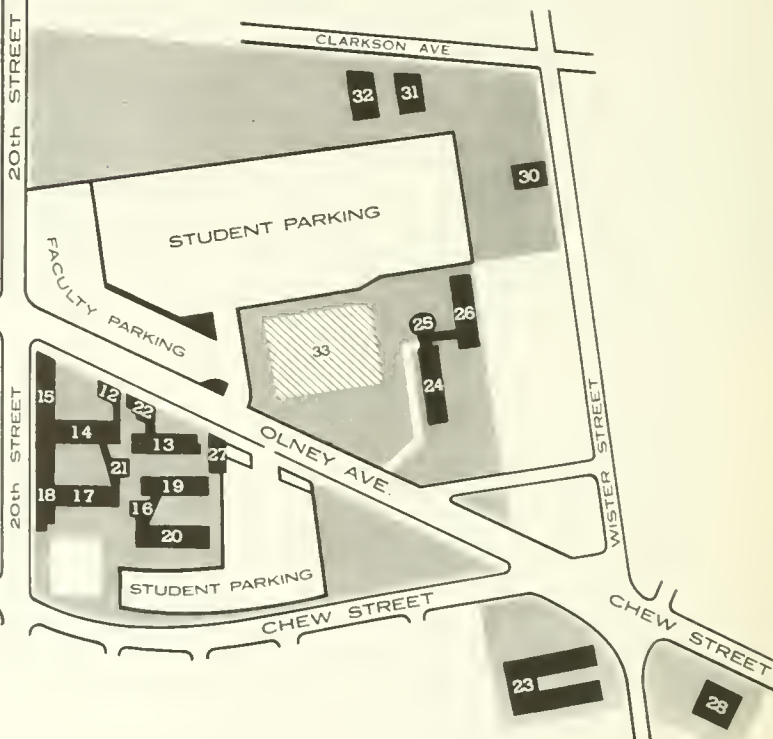 CLARKSON AVE
20th STREET
32
31
30
STUDENT PARKING
FACULTY PARKING
26
25
33
24
15
12
22
14
13
27
OLNEY AVE.
WISTER STREET
20th STREET
21
19
18
17
16
20
STUDENT PARKING
CHEW STREET
CHEW STREET
23
28